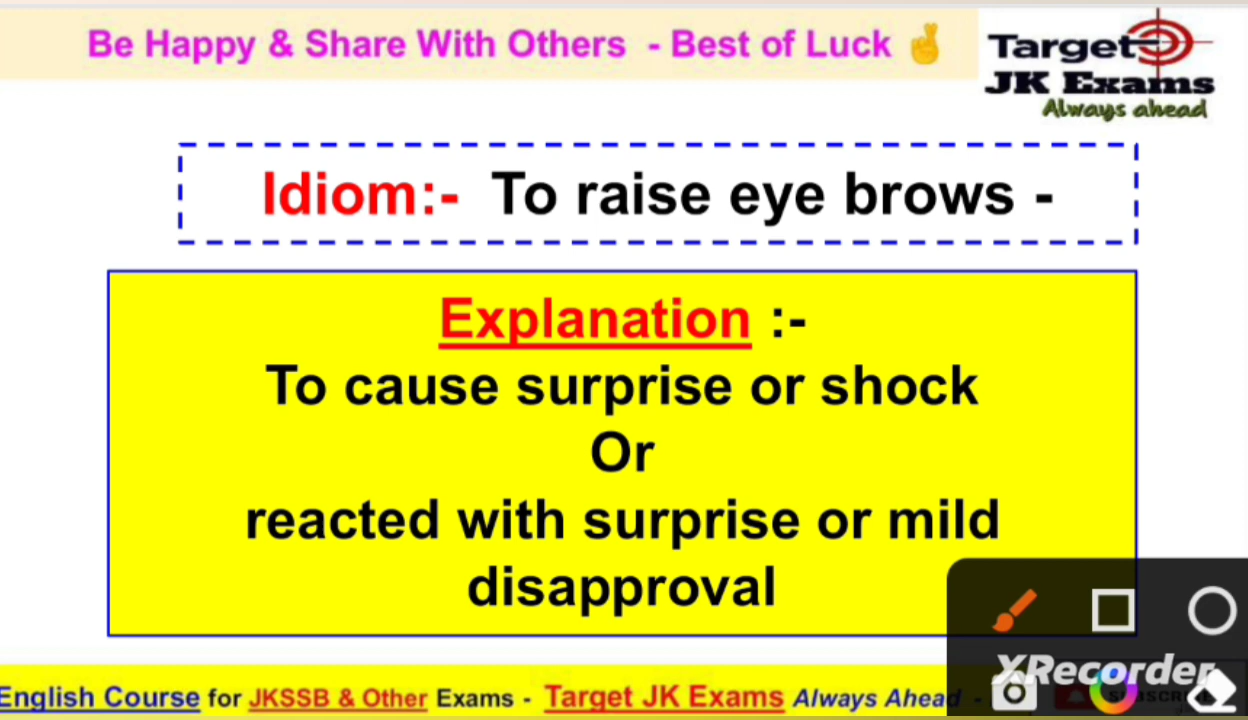 Be Happy & Share With Others - Best of Luck ✌
Target
JK Exams
Always ahead
Idiom:- To raise eye brows -
Explanation :-
To cause surprise or shock
Or
reacted with surprise or mild
disapproval
XRecorder
English Course for JKSSB & Other Exams - Target JK Exams Always Ahead -